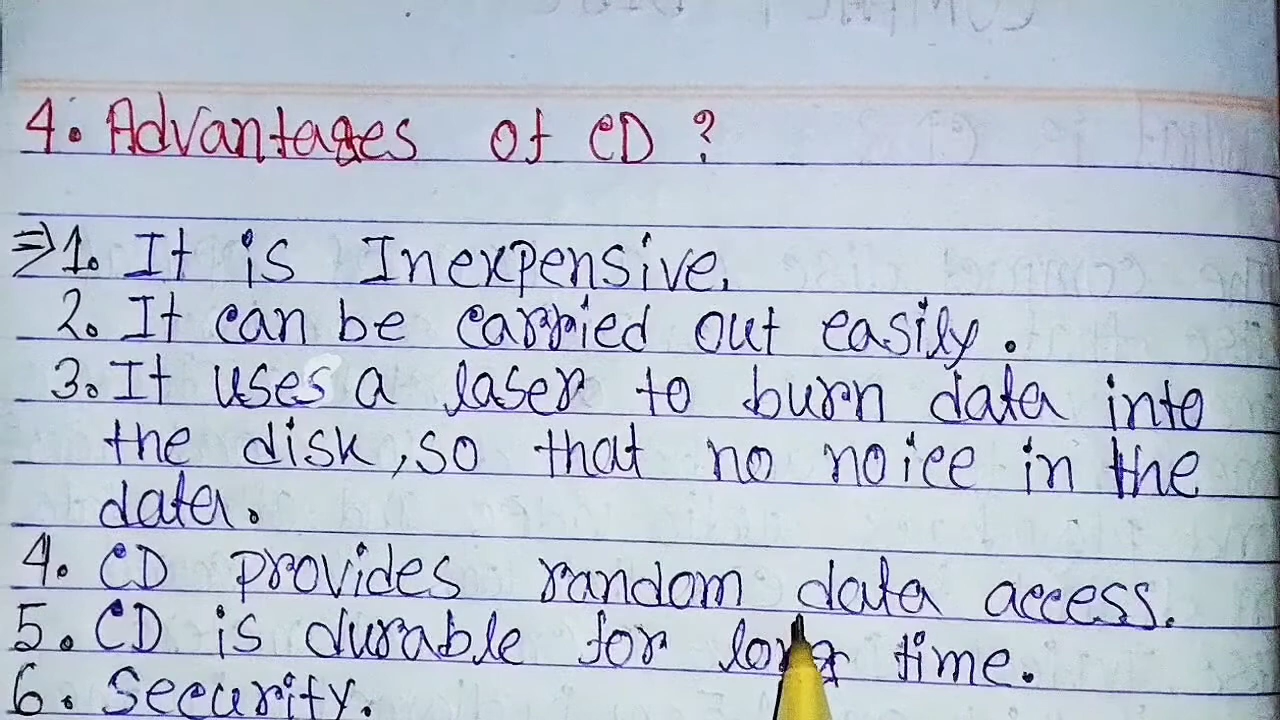 4. Advantages of CD ?
⇒1. It is Inexpensive.
2. It can be carried out easily.
3. It uses a laser to burn data into
the disk, so that no noice in the
data.
4. CD provides random data access.
5. CD is durable for long time.
6. Security.